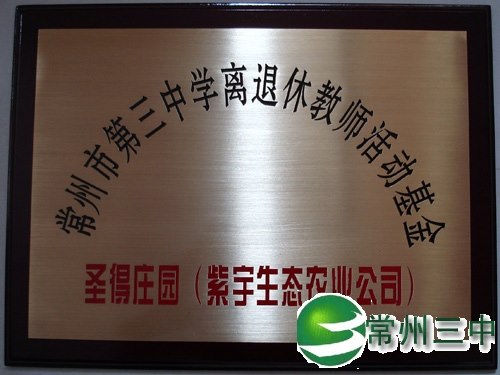 常州市第三中学离退休教师活动基金
圣得庄园（紫宇生态农业公司）
常州三中